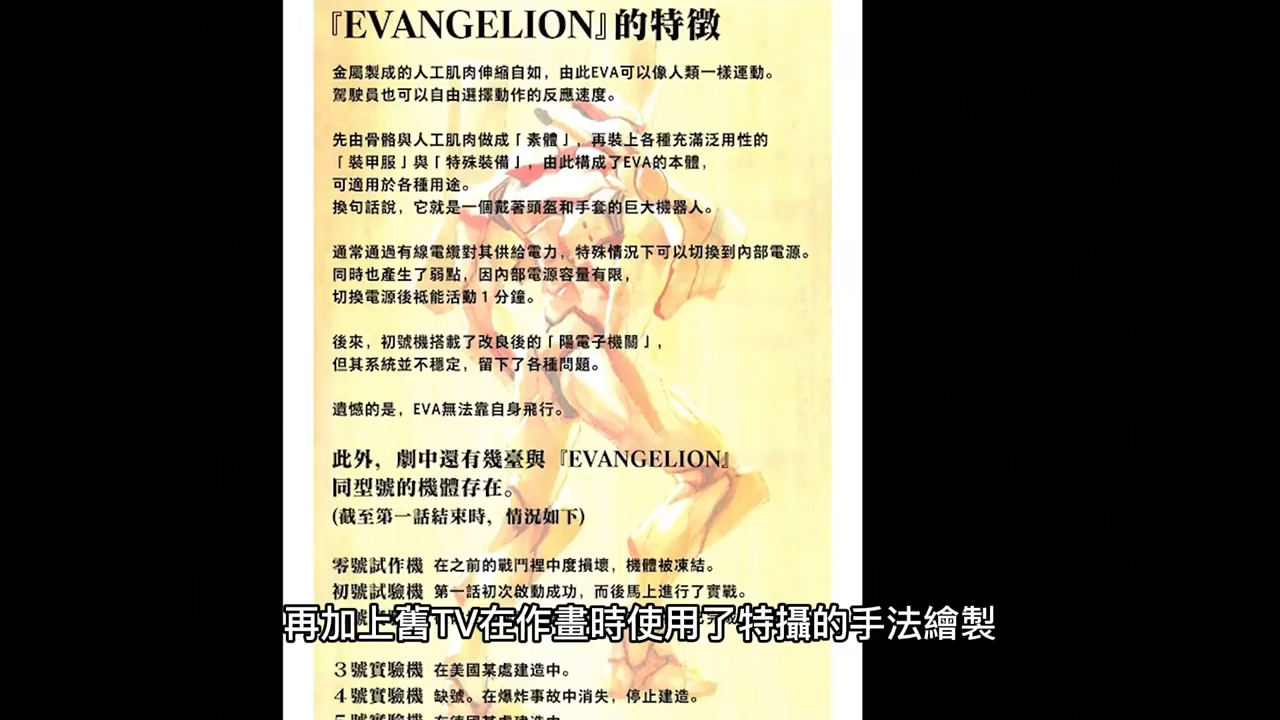 『EVANGELION』的特徵
金屬製成的人工肌肉伸縮自如，由此EVA可以像人類一樣運動。
駕駛員也可以自由選擇動作的反應速度。
先由骨骼與人工肌肉做成「素體」，再裝上各種充滿泛用性的
「裝甲服」與「特殊裝備」，由此構成了EVA的本體，
可適用於各種用途。
換句話說，它就是一個戴著頭盔和手套的巨大機器人。
通常通過有線電纜對其供給電力，特殊情況下可以切換到內部電源。
同時也產生了弱點，因內部電源容量有限，
切換電源後祗能活動１分鐘。
後來，初號機搭載了改良後的「陽電子機關」，
但其系統並不穩定，留下了各種問題。
遺憾的是，EVA無法靠自身飛行。
此外，劇中還有幾臺與『EVANGELION』
同型號的機體存在。
(截至第一話結束時，情況如下)
零號試作機 在之前的戰鬥裡中度損壞，機體被凍結。
初號試驗機 第一話初次啟動成功，而後馬上進行了實戰。
再加上舊TV在作畫時使用了特攝的手法繪製
３號實驗機 在美國某處建造中。
４號實驗機 缺號。在爆炸事故中消失，停止建造。
５號實驗機 在德國某處建造中。